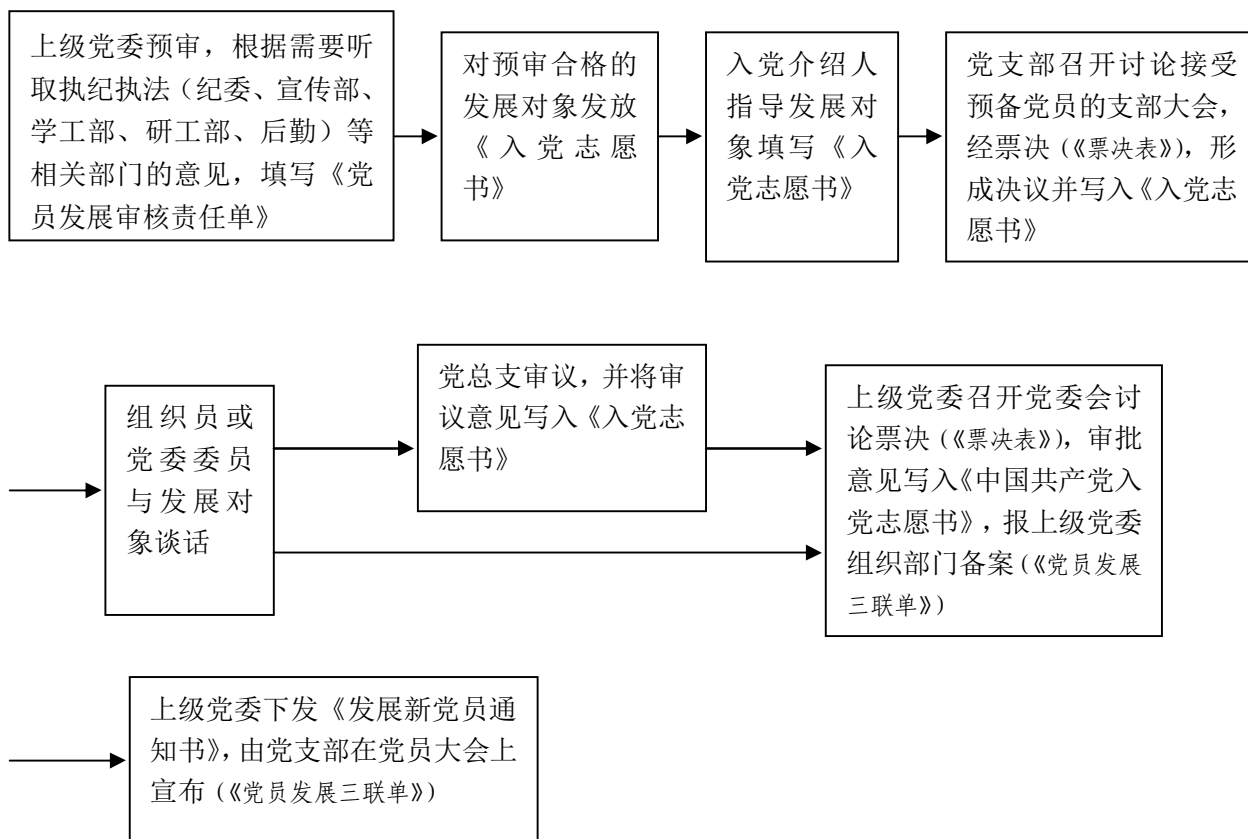 上级党委预审，根据需要听
取执纪执法（纪委、宣传部、
学工部、研工部、后勤）等
相关部门的意见，填写《党
员发展审核责任单》
对预审合格的
发展对象发放
《入党志愿
书》
入党介绍人
指导发展对
象填写《入
党志愿书》
党支部召开讨论接受
预备党员的支部大会，
经票决（《票决表》），形
成决议并写入《入党志
愿书》
组织员或
党委委员
与发展对
象谈话
党总支审议，并将审
议意见写入《入党志
愿书》
上级党委召开党委会讨
论票决（《票决表》），审批
意见写入《中国共产党入
党志愿书》，报上级党委
组织部门备案（《党员发展
三联单》）
上级党委下发《发展新党员通
知书》，由党支部在党员大会上
宣布（《党员发展三联单》）